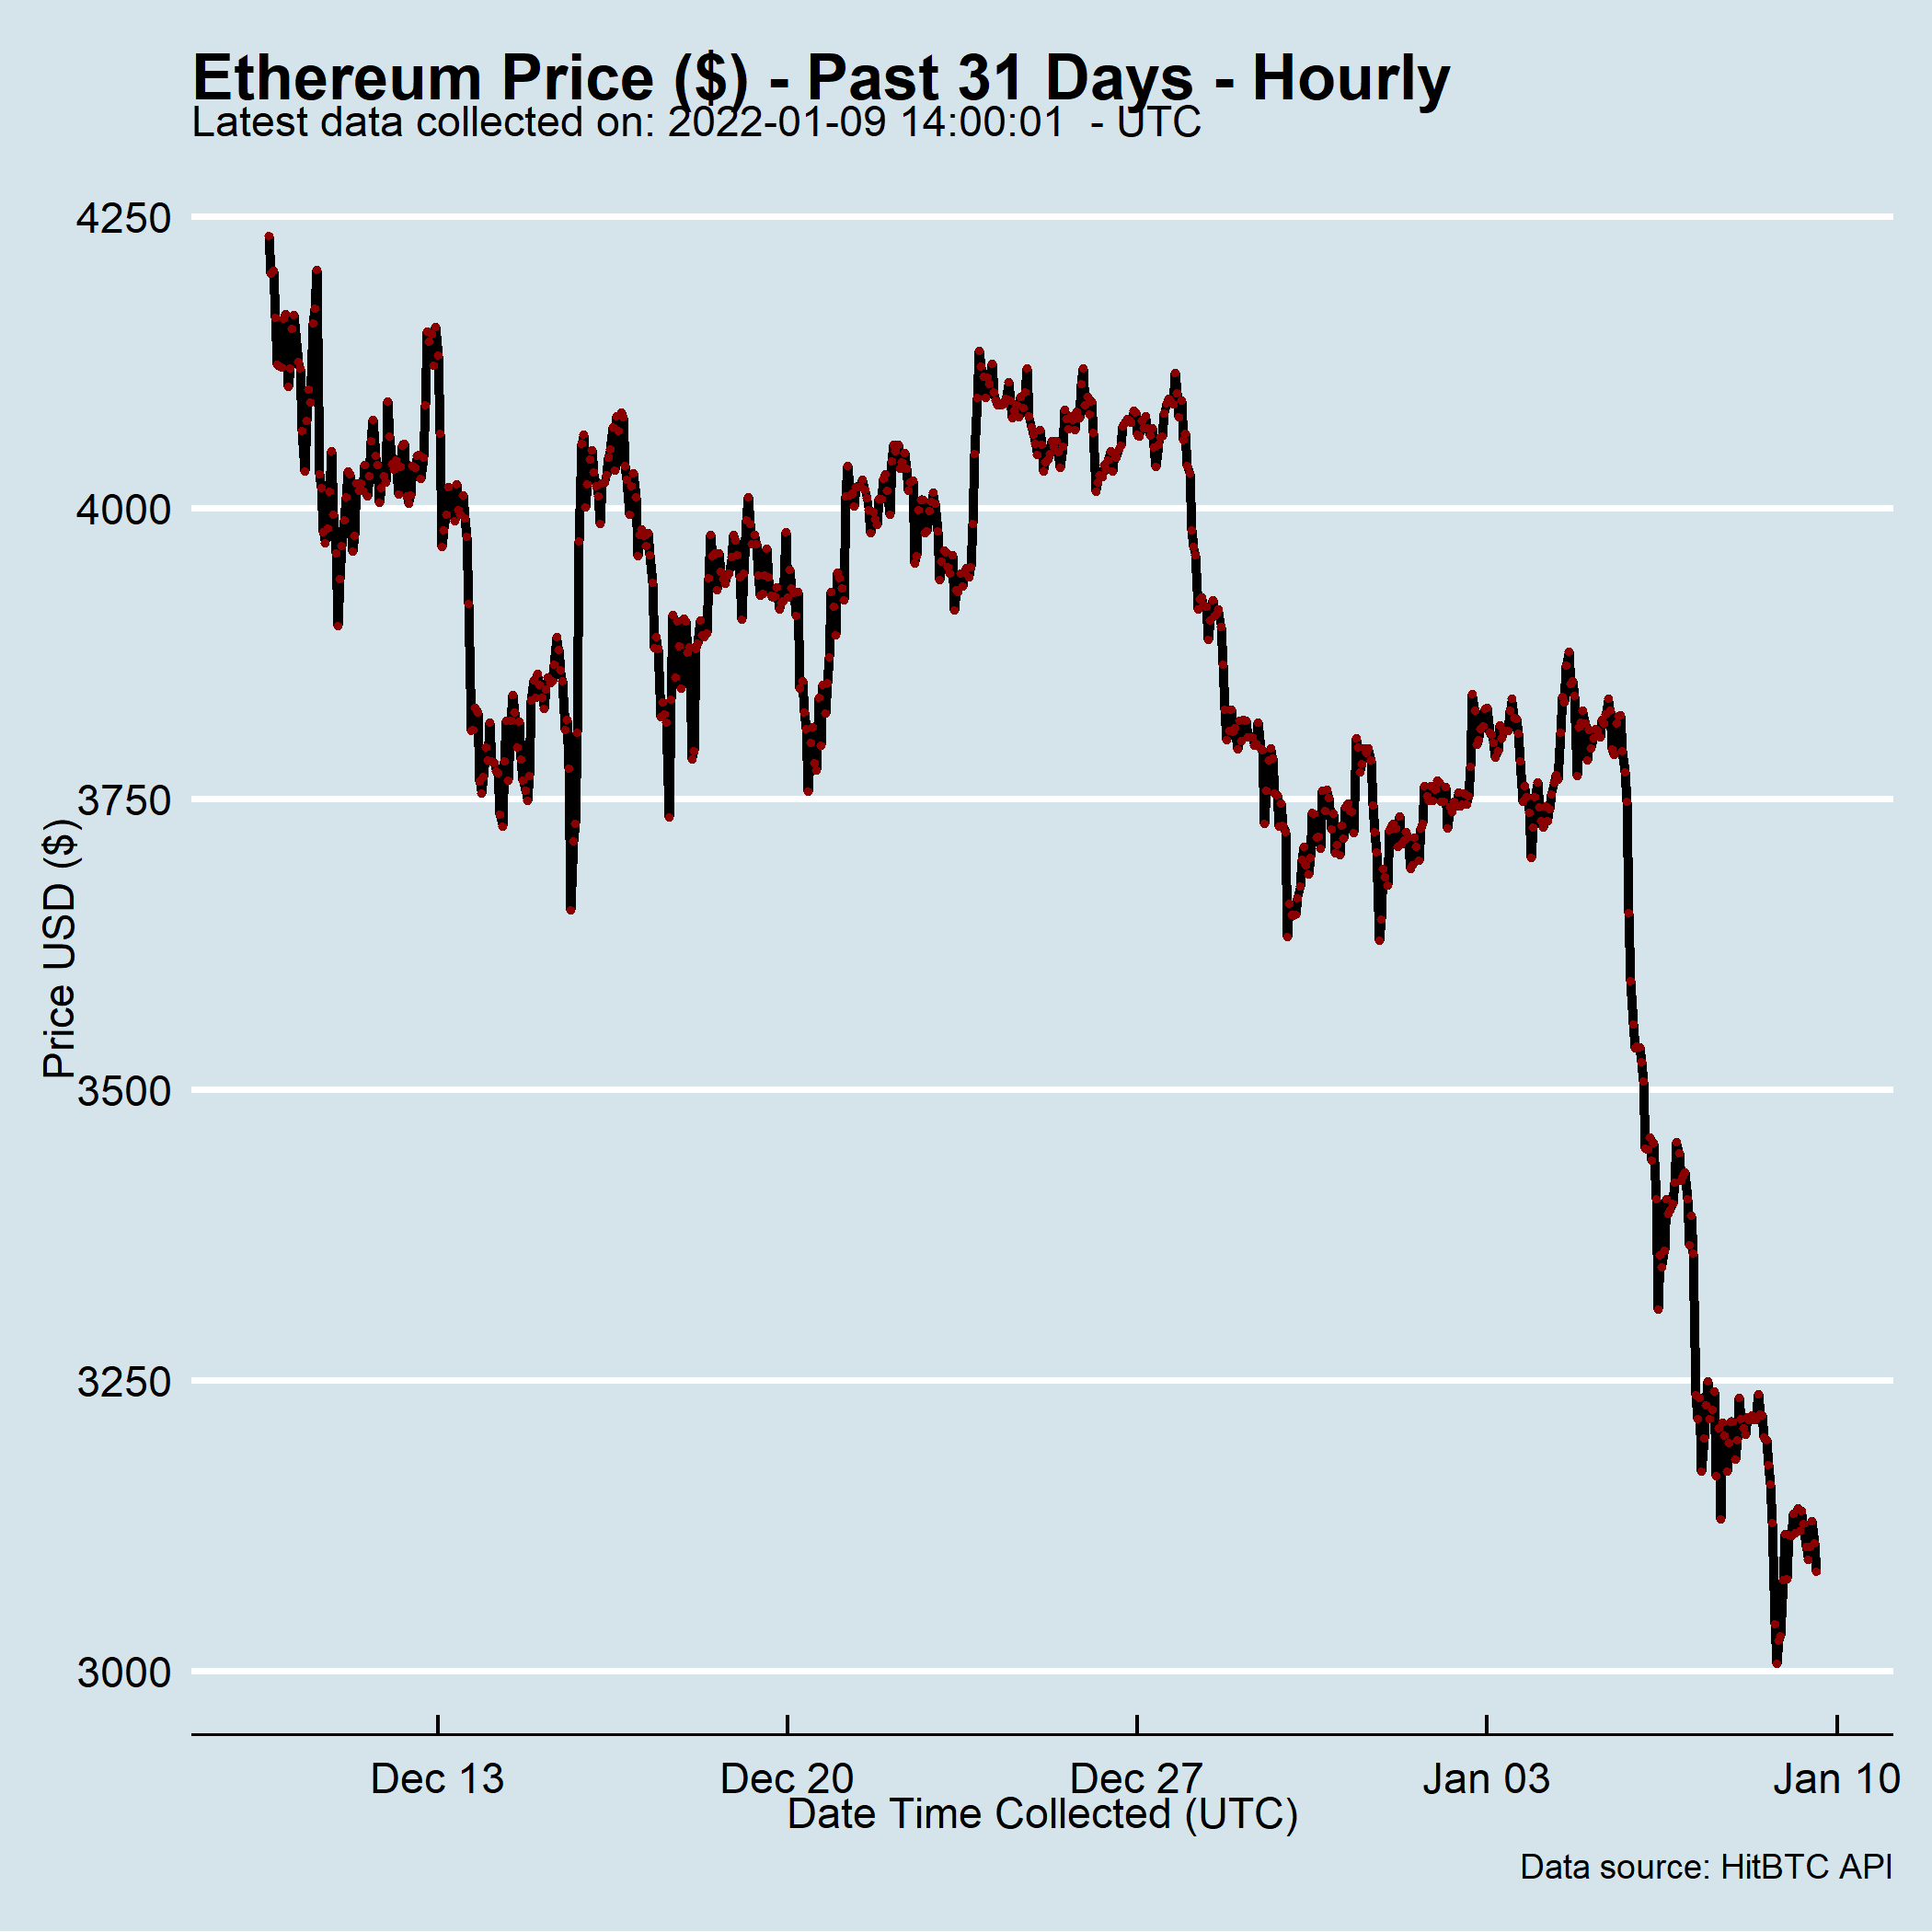 Ethereum Price ($) - Past 31 Days - Hourly
Latest data collected on: 2022-01-09 14:00:01  - UTC
4250
4000
3750
3500
3250
3000
Price USD ($)
Dec 13 Dec 20 Dec 27 Jan 03 Jan 10
Date Time Collected (UTC)
Data source: HitBTC API